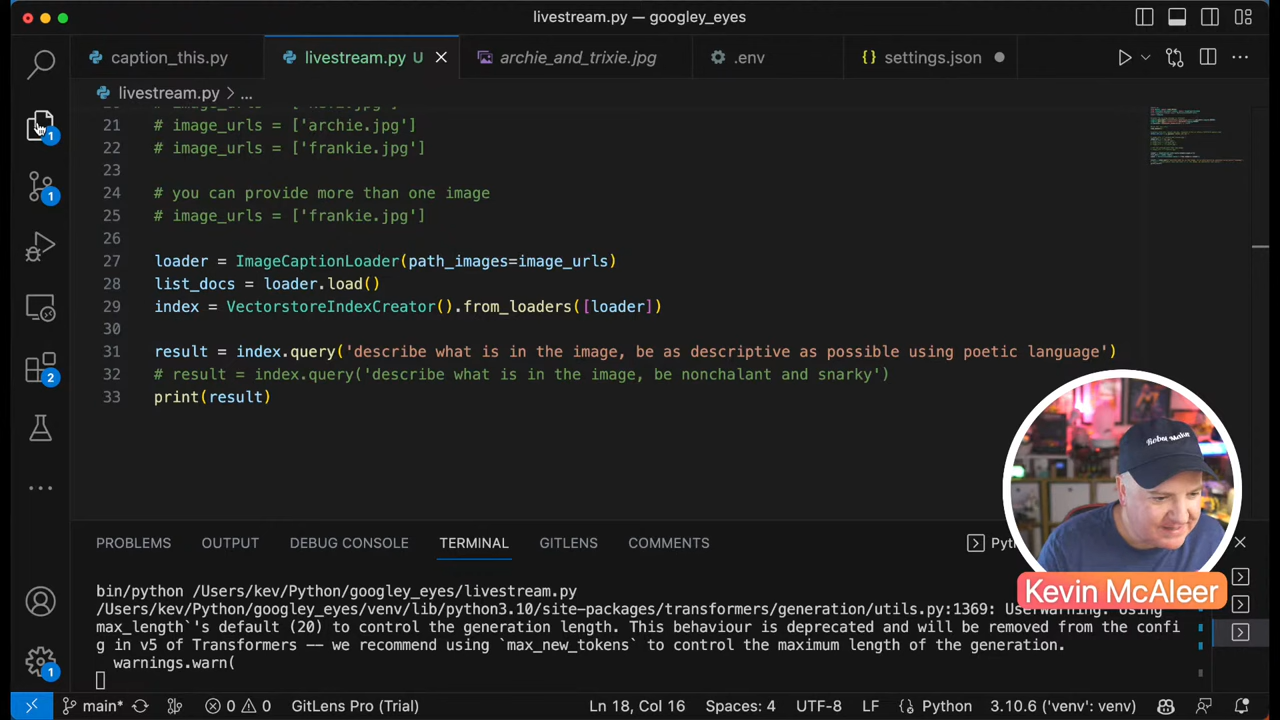 livestream.py — googley_eyes
caption_this.py
livestream.py U
archie_and_trixie.jpg
.env
{} settings.json
livestream.py > ...
21 # image_urls = ['archie.jpg']
22 # image_urls = ['frankie.jpg']
23
24 # you can provide more than one image
25 # image_urls = ['frankie.jpg']
26
27 loader = ImageCaptionLoader(path_images=image_urls)
28 list_docs = loader.load()
29 index = VectorstoreIndexCreator().from_loaders([loader])
30
31 result = index.query('describe what is in the image, be as descriptive as possible using poetic language')
32 # result = index.query('describe what is in the image, be nonchalant and snarky')
33 print(result)
1
1
2
PROBLEMS OUTPUT DEBUG CONSOLE TERMINAL GITLENS COMMENTS
bin/python /Users/kev/Python/googley_eyes/livestream.py
/Users/kev/Python/googley_eyes/venv/lib/python3.10/site-packages/transformers/generation/utils.py:1369: UserWarning: Using
max_length`'s default (20) to control the generation length. This behaviour is deprecated and will be removed from the confi
g in v5 of Transformers —— we recommend using `max_new_tokens` to control the maximum length of the generation.
warnings.warn(
Kevin McAleer
1
main* 0 0 GitLens Pro (Trial) Ln 18, Col 16 Spaces: 4 UTF-8 LF {} Python 3.10.6 ('venv': venv)